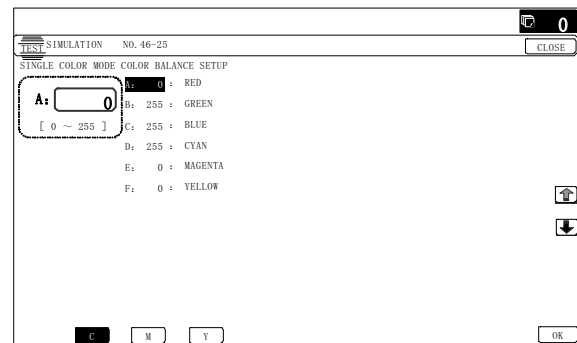 0
TEST SIMULATION NO.46-25 CLOSE
SINGLE COLOR MODE COLOR BALANCE SETUP
A: 0
[ 0 ~ 255 ]
A: 0 : RED
B: 255 : GREEN
C: 255 : BLUE
D: 255 : CYAN
E: 0 : MAGENTA
F: 0 : YELLOW
C M Y OK